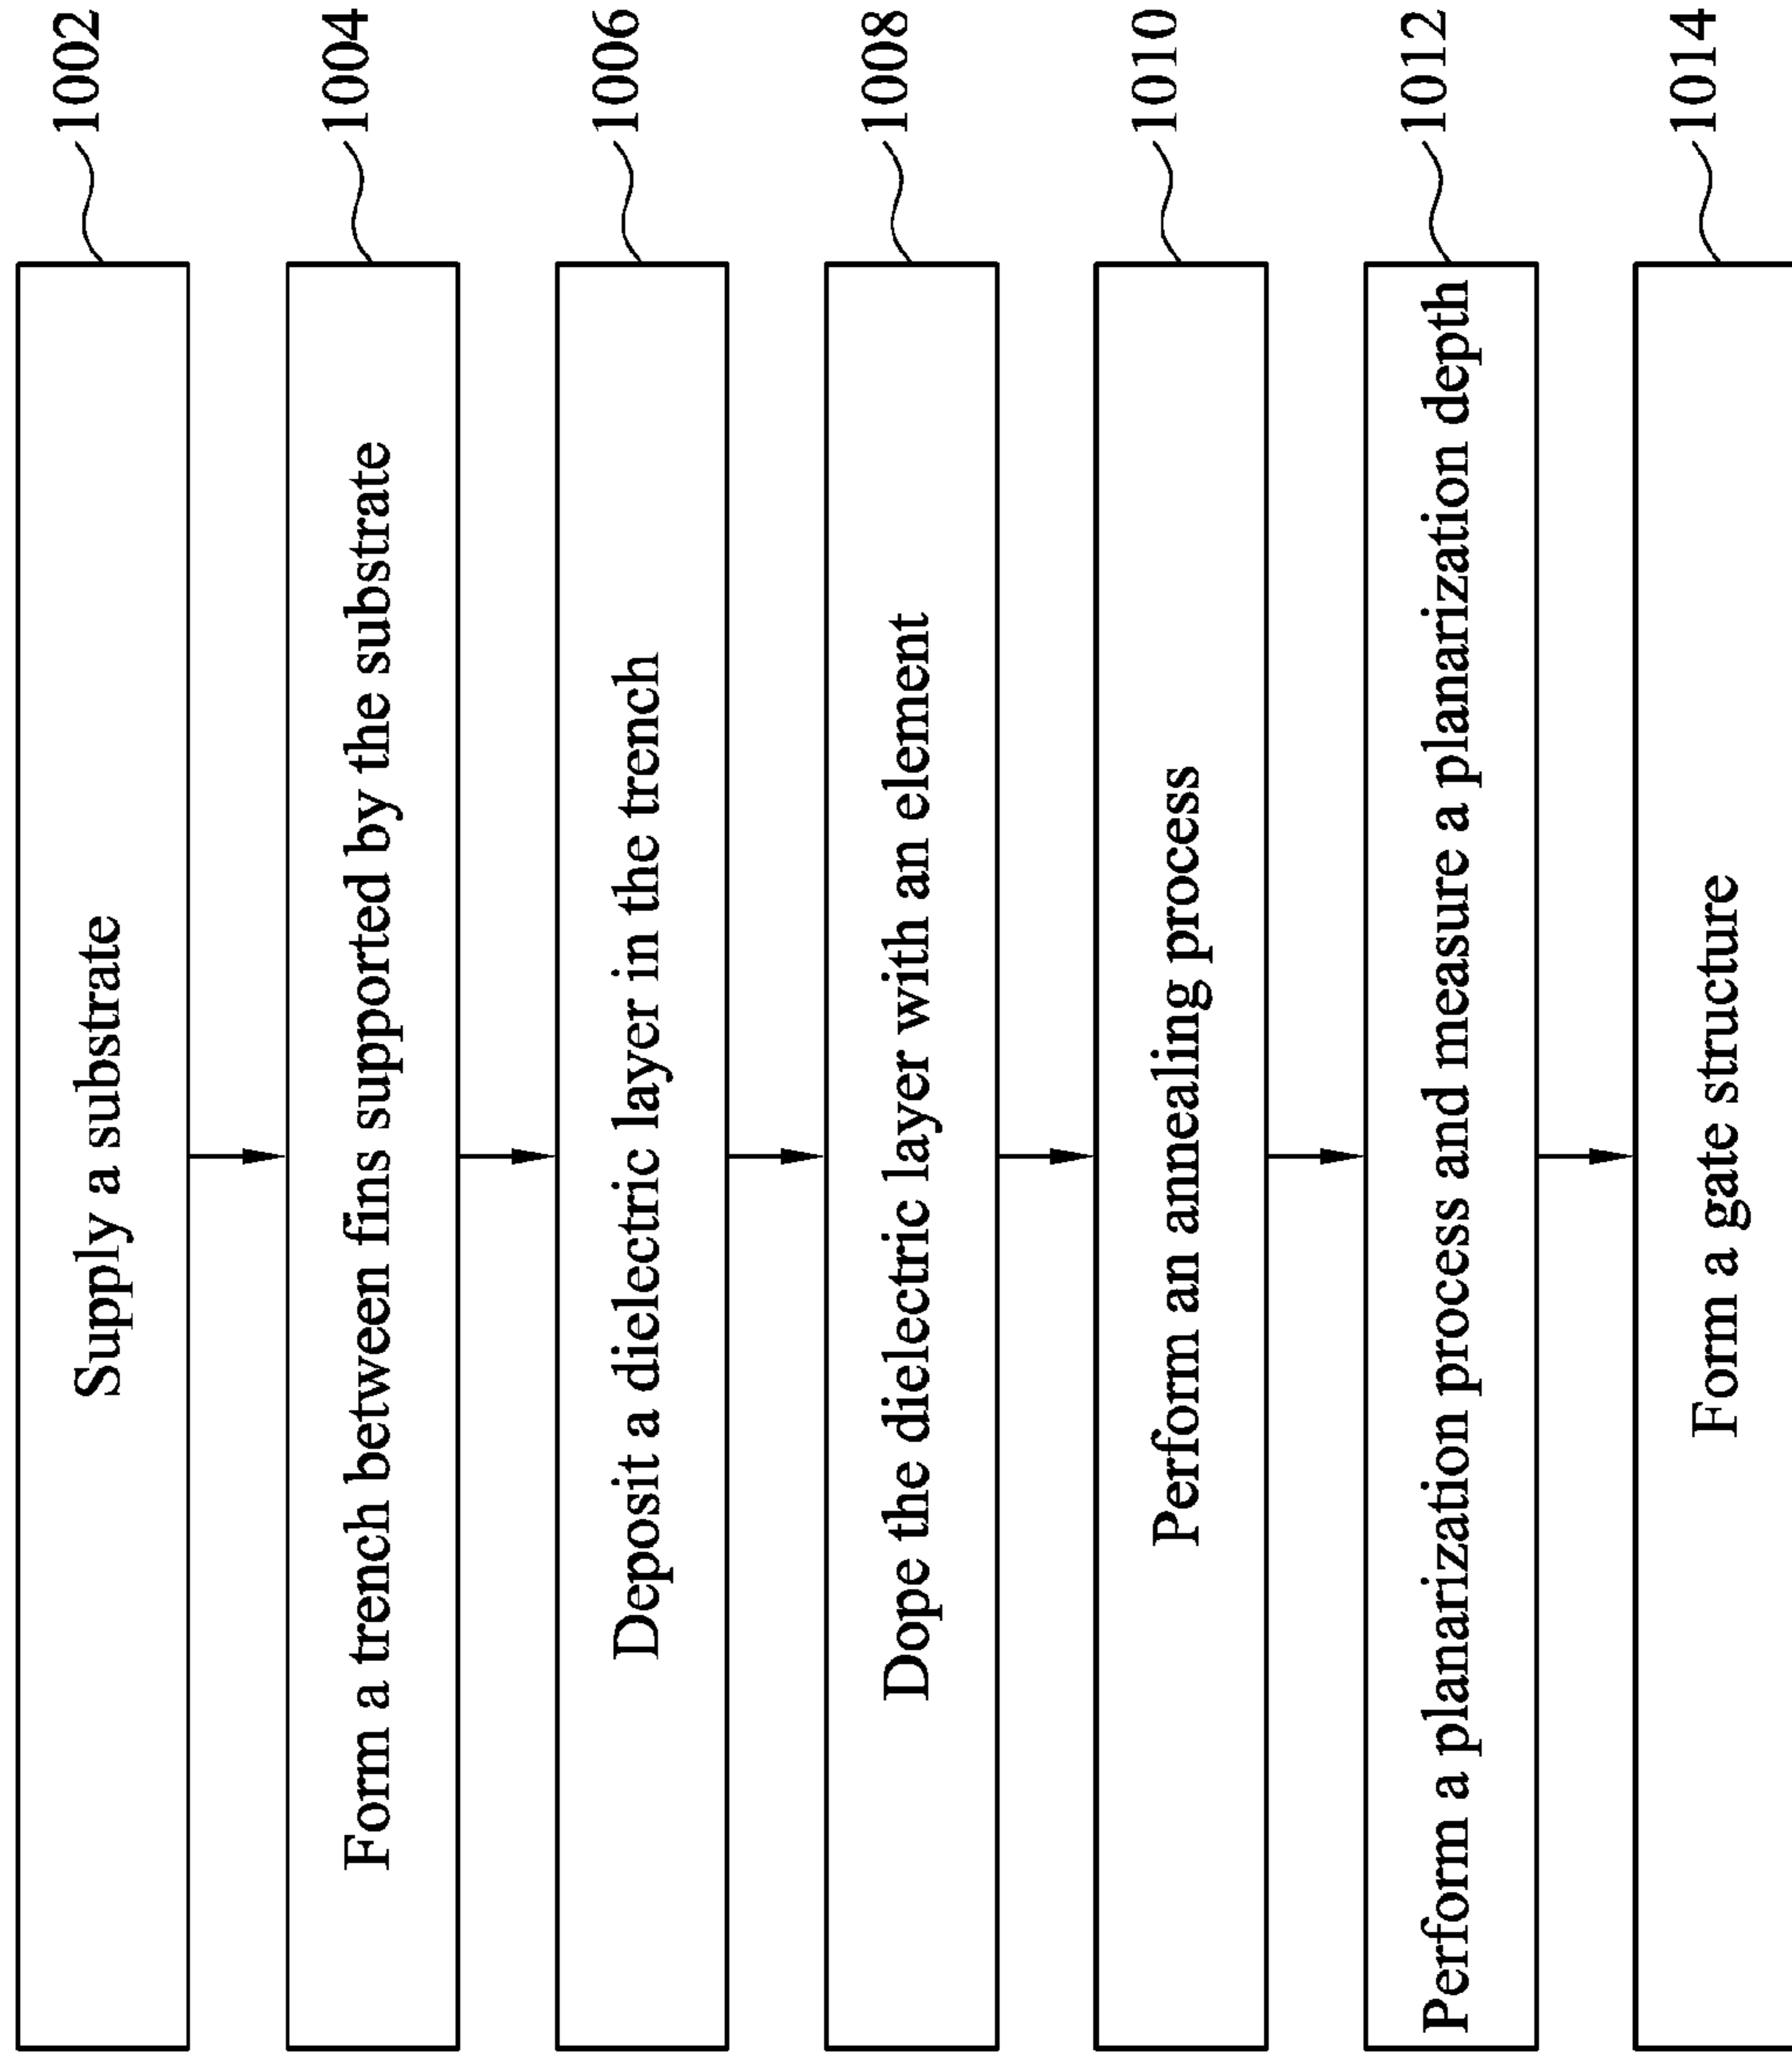 Supply a substrate
1002
Form a trench between fins supported by the substrate
1004
Deposit a dielectric layer in the trench
1006
Dope the dielectric layer with an element
1008
Perform an annealing process
1010
Perform a planarization process and measure a planarization depth
1012
Form a gate structure
1014